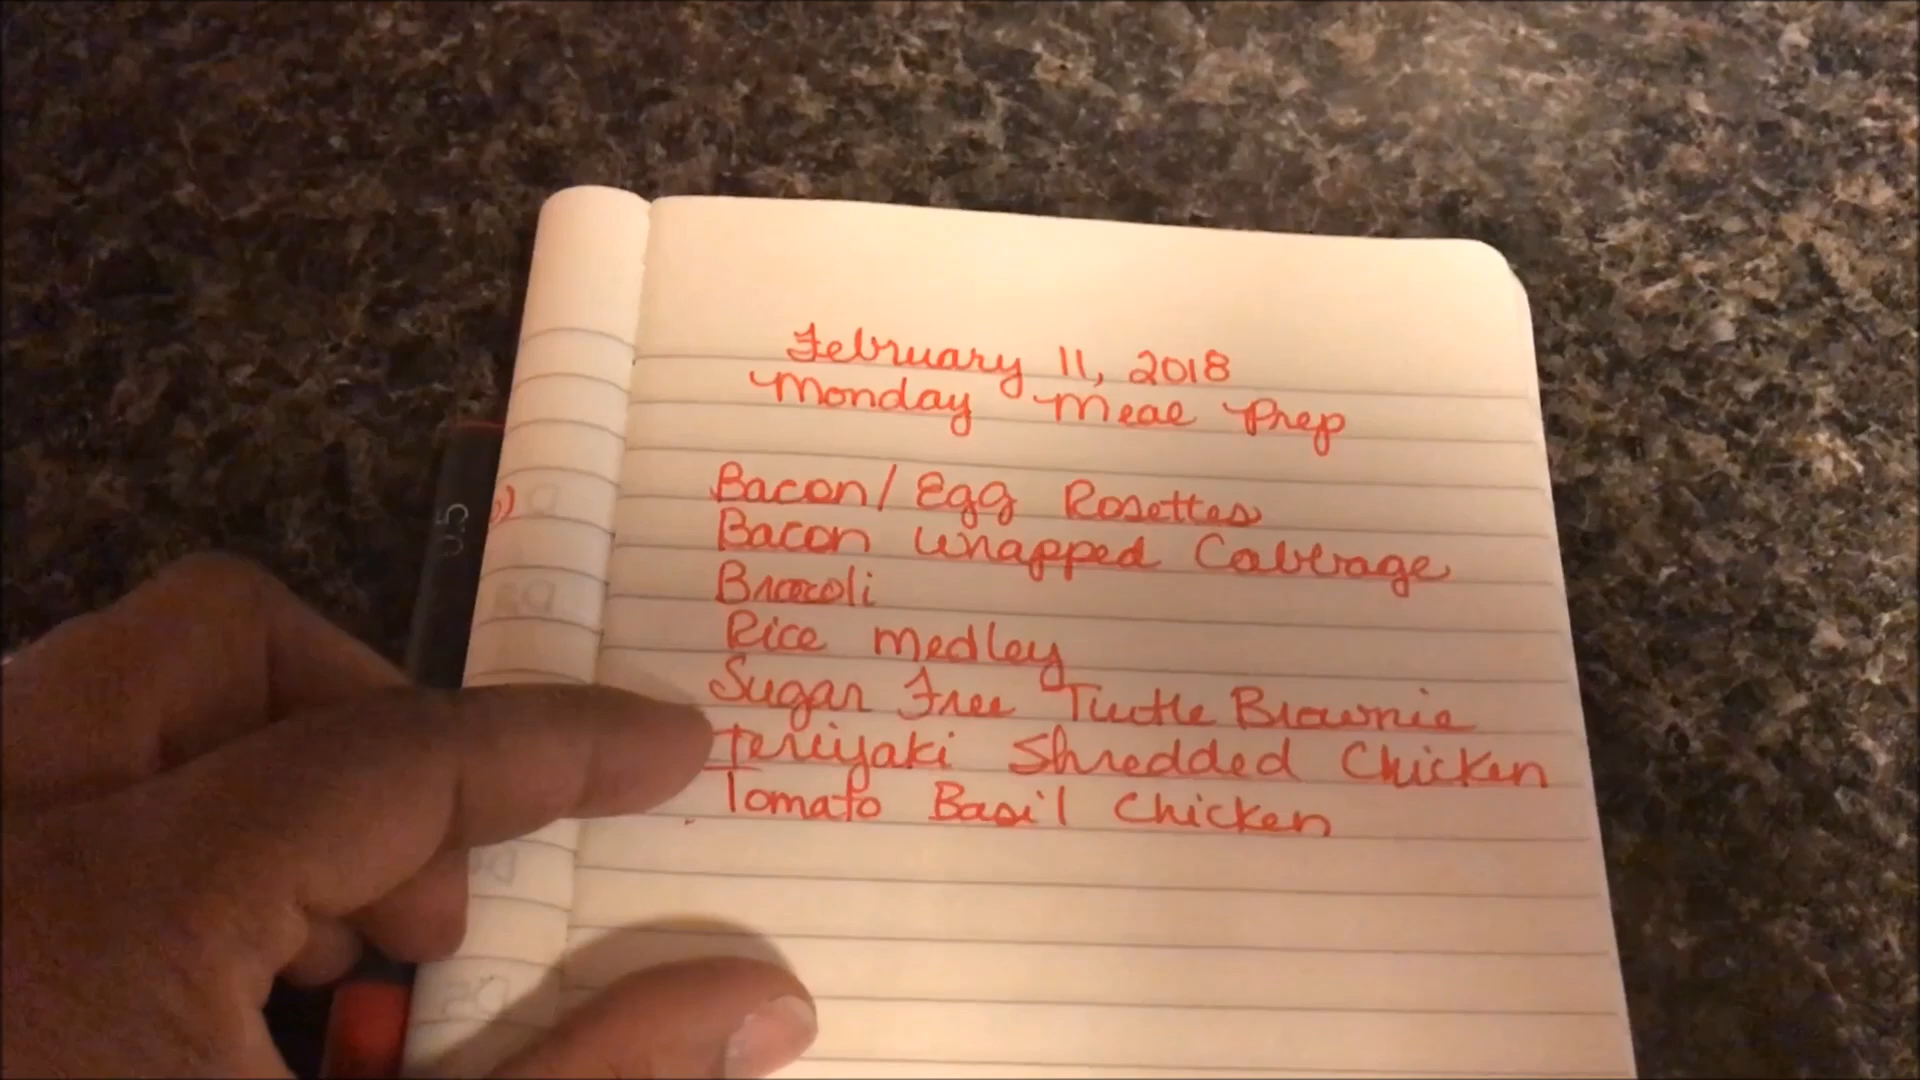 February 11, 2018
Monday Meal Prep
Bacon/Egg Rosettes
Bacon Wrapped Cabbage
Broccoli
Rice Medley
Sugar Free Turtle Brownie
Teriyaki Shredded Chicken
Tomato Basil Chicken
05